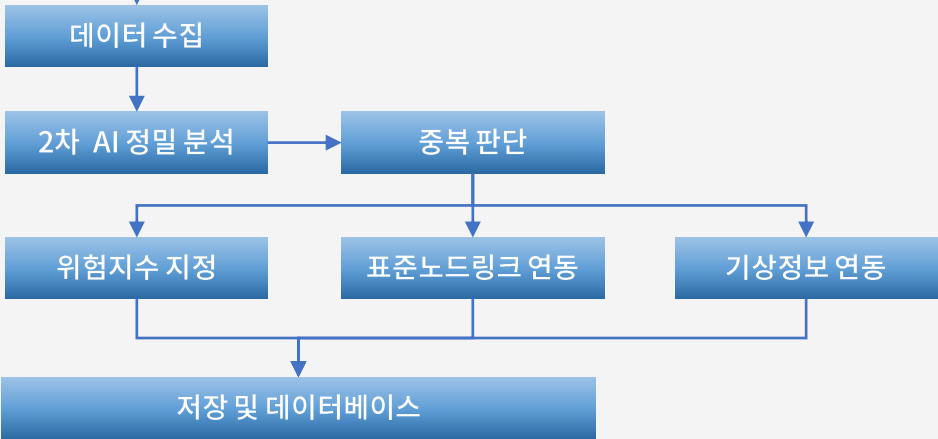 데이터 수집
2차 AI 정밀 분석
중복 판단
위험지수 지정
표준노드링크 연동
기상정보 연동
저장 및 데이터베이스